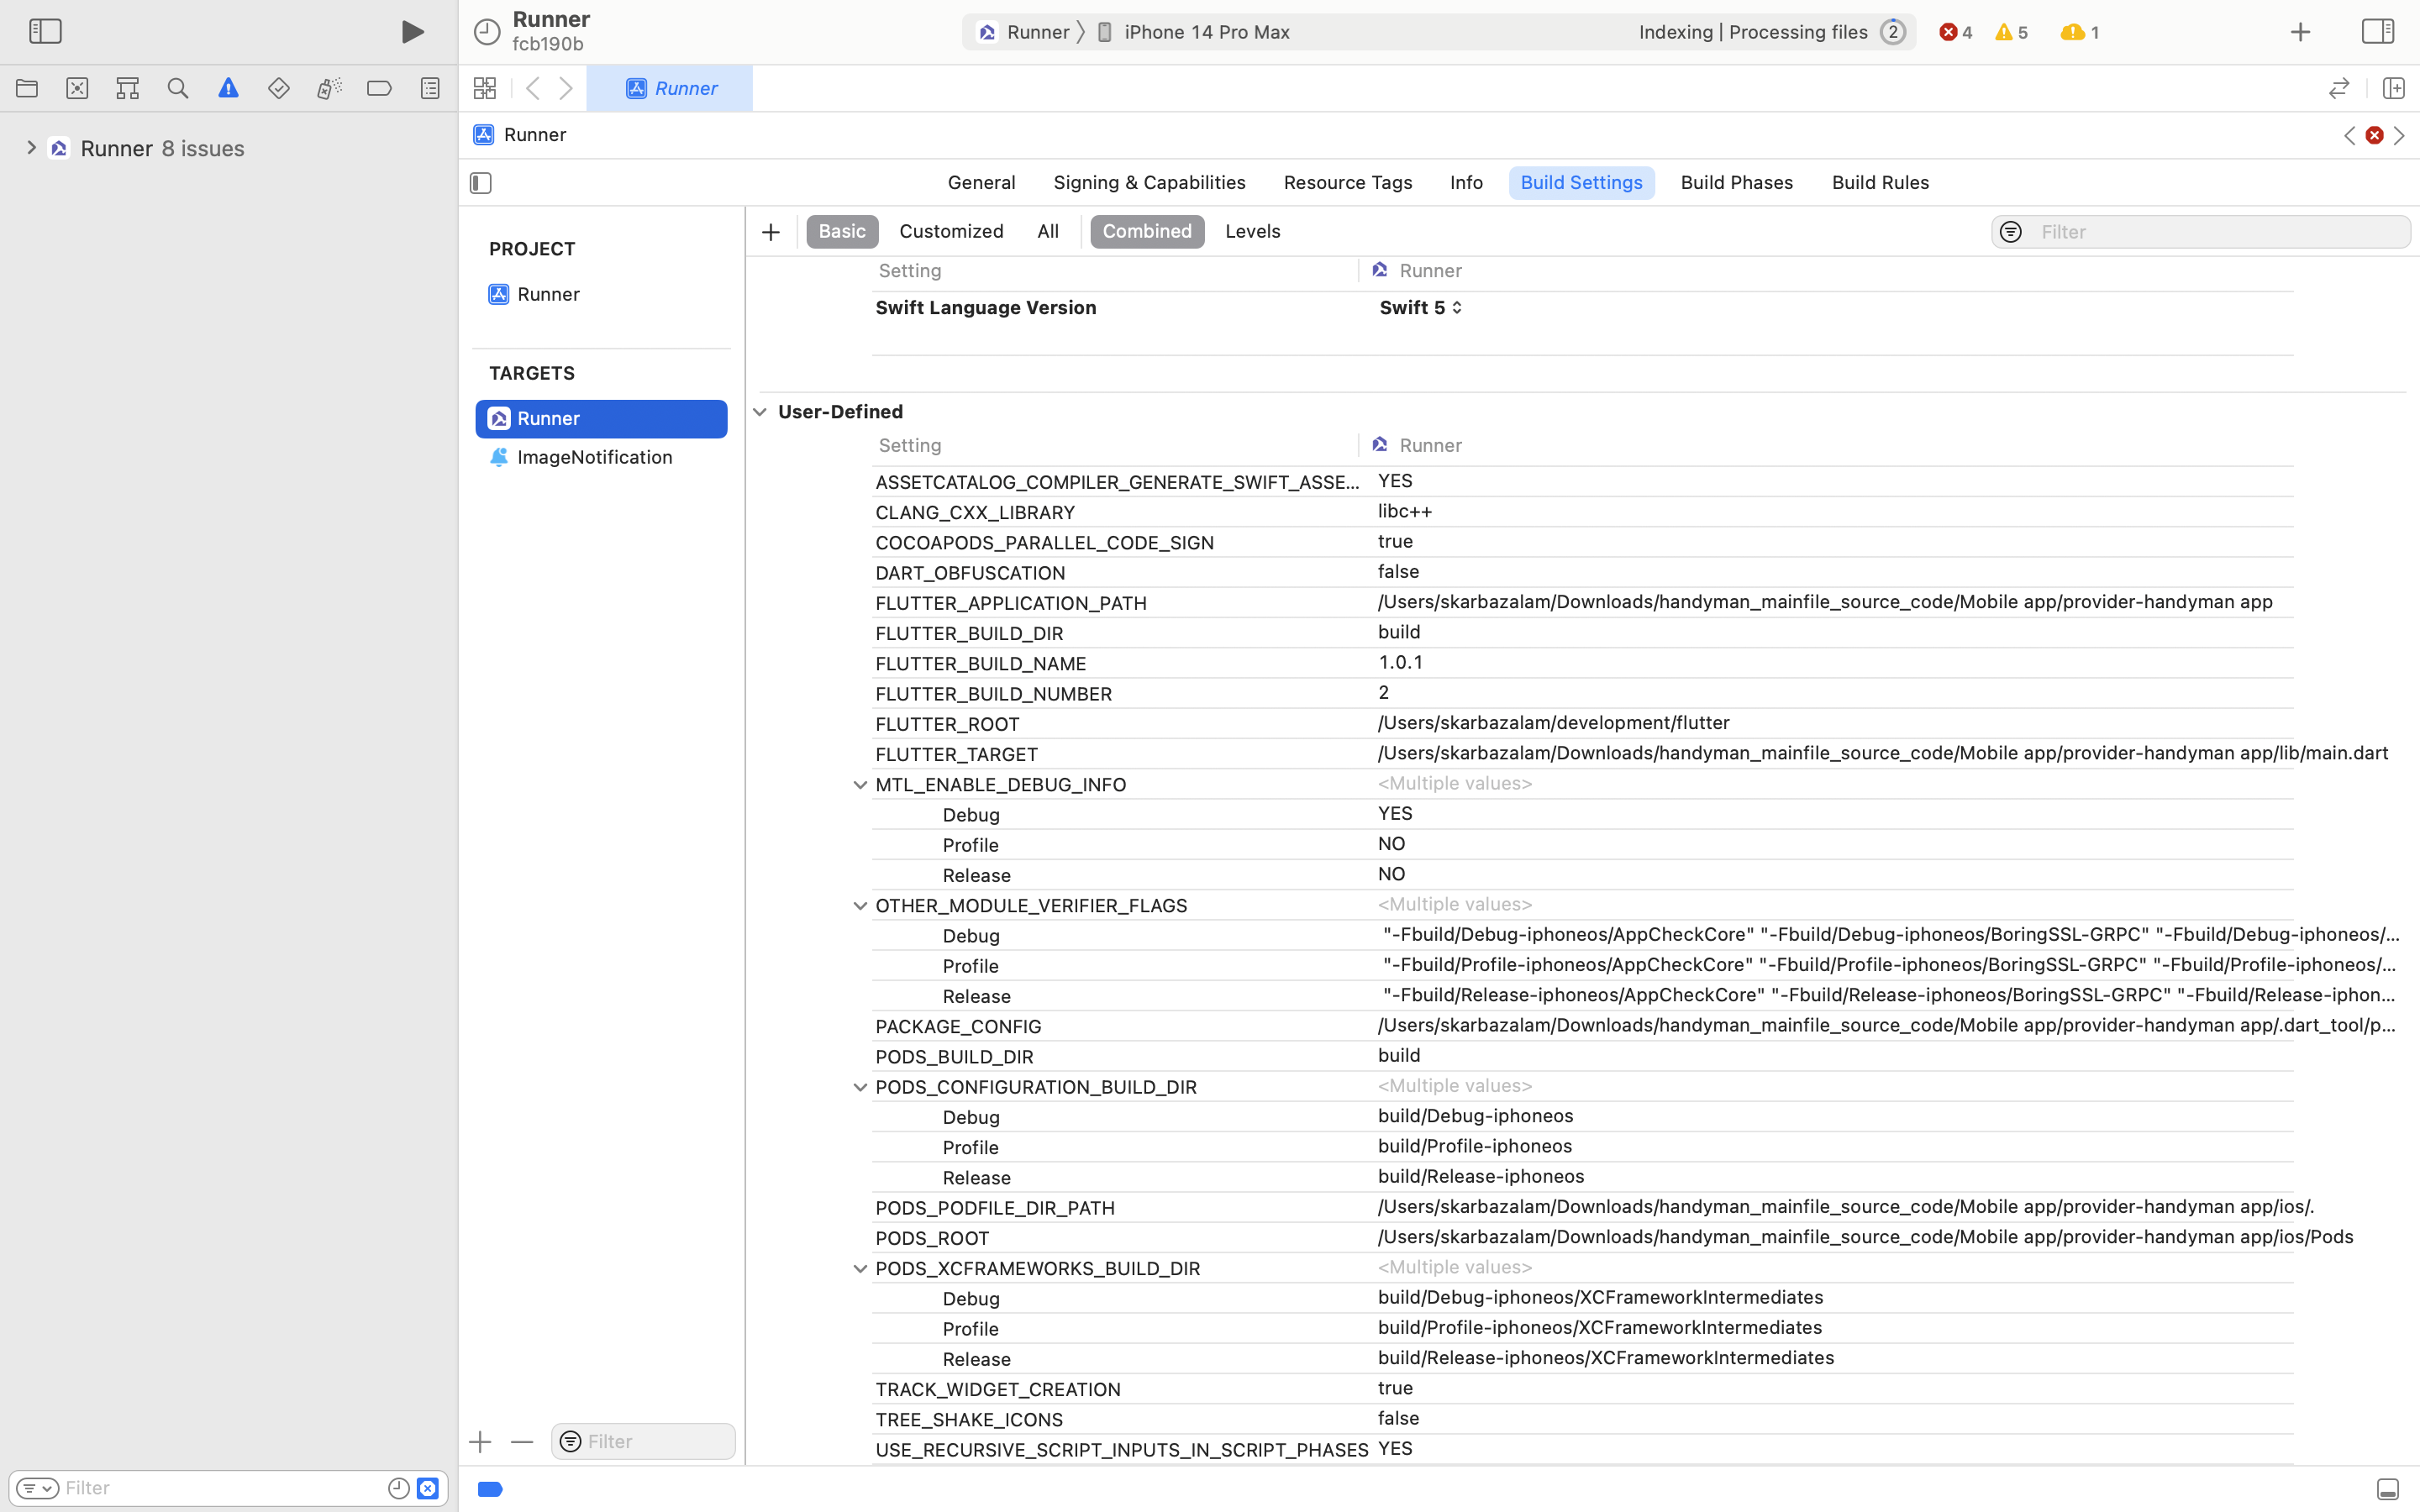 Runner
fcb190b
Runner
iPhone 14 Pro Max
Indexing | Processing files
2
4
5
1
Runner
Runner 8 issues
Runner
General
Signing & Capabilities
Resource Tags
Info
Build Settings
Build Phases
Build Rules
PROJECT
Runner
TARGETS
Runner
ImageNotification
Basic
Customized
All
Combined
Levels
Filter
Setting Runner
Swift Language Version Swift 5
User-Defined
Setting Runner
ASSETCATALOG_COMPILER_GENERATE_SWIFT_ASSE... YES
CLANG_CXX_LIBRARY libc++
COCOAPODS_PARALLEL_CODE_SIGN true
DART_OBFUSCATION false
FLUTTER_APPLICATION_PATH /Users/skarbazalam/Downloads/handyman_mainfile_source_code/Mobile app/provider-handyman app
FLUTTER_BUILD_DIR build
FLUTTER_BUILD_NAME 1.0.1
FLUTTER_BUILD_NUMBER 2
FLUTTER_ROOT /Users/skarbazalam/development/flutter
FLUTTER_TARGET /Users/skarbazalam/Downloads/handyman_mainfile_source_code/Mobile app/provider-handyman app/lib/main.dart
MTL_ENABLE_DEBUG_INFO <Multiple values>
Debug YES
Profile NO
Release NO
OTHER_MODULE_VERIFIER_FLAGS <Multiple values>
Debug "-Fbuild/Debug-iphoneos/AppCheckCore" "-Fbuild/Debug-iphoneos/BoringSSL-GRPC" "-Fbuild/Debug-iphoneos/...
Profile "-Fbuild/Profile-iphoneos/AppCheckCore" "-Fbuild/Profile-iphoneos/BoringSSL-GRPC" "-Fbuild/Profile-iphoneos/...
Release "-Fbuild/Release-iphoneos/AppCheckCore" "-Fbuild/Release-iphoneos/BoringSSL-GRPC" "-Fbuild/Release-iphon...
PACKAGE_CONFIG /Users/skarbazalam/Downloads/handyman_mainfile_source_code/Mobile app/provider-handyman app/.dart_tool/p...
PODS_BUILD_DIR build
PODS_CONFIGURATION_BUILD_DIR <Multiple values>
Debug build/Debug-iphoneos
Profile build/Profile-iphoneos
Release build/Release-iphoneos
PODS_PODFILE_DIR_PATH /Users/skarbazalam/Downloads/handyman_mainfile_source_code/Mobile app/provider-handyman app/ios/.
PODS_ROOT /Users/skarbazalam/Downloads/handyman_mainfile_source_code/Mobile app/provider-handyman app/ios/Pods
PODS_XCFRAMEWORKS_BUILD_DIR <Multiple values>
Debug build/Debug-iphoneos/XCFrameworkIntermediates
Profile build/Profile-iphoneos/XCFrameworkIntermediates
Release build/Release-iphoneos/XCFrameworkIntermediates
TRACK_WIDGET_CREATION true
TREE_SHAKE_ICONS false
USE_RECURSIVE_SCRIPT_INPUTS_IN_SCRIPT_PHASES YES
Filter
Filter